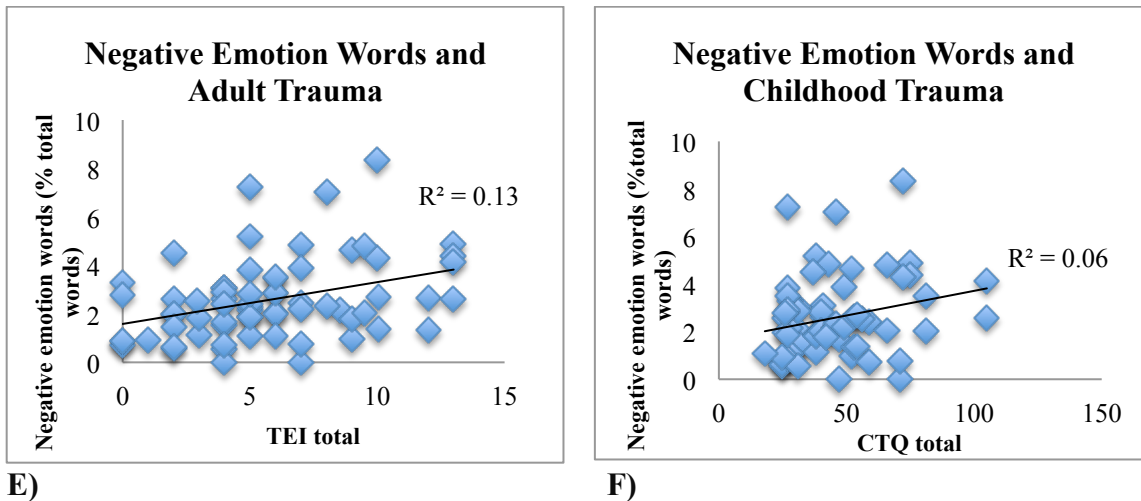 Negative Emotion Words and
Adult Trauma
Negative emotion words (% total
words)
10
8
6
4
2
0
R² = 0.13
0
5
10
15
TEI total
E)
Negative Emotion Words and
Childhood Trauma
Negative emotion words (%total
words)
10
8
6
4
2
0
R² = 0.06
0
50
100
150
CTQ total
F)